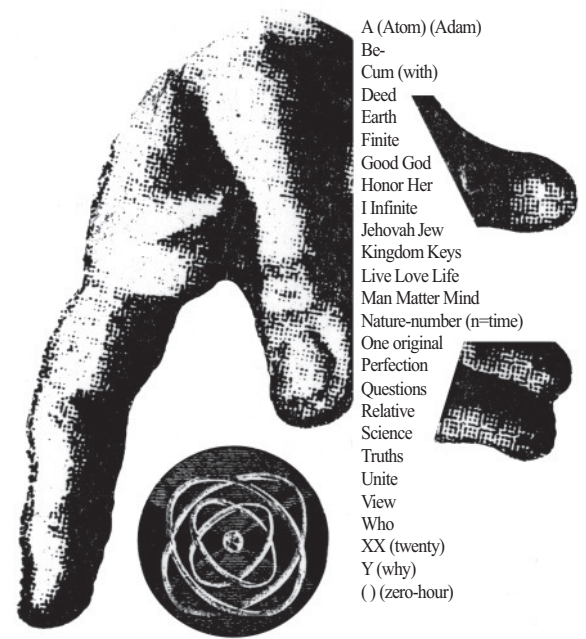 A (Atom) (Adam)
Be-
Cum (with)
Deed
Earth
Finite
Good God
Honor Her
I Infinite
Jehovah Jew
Kingdom Keys
Live Love Life
Man Matter Mind
Nature-number (n=time)
One original
Perfection
Questions
Relative
Science
Truths
Unite
View
Who
XX (twenty)
Y (why)
( ) (zero-hour)